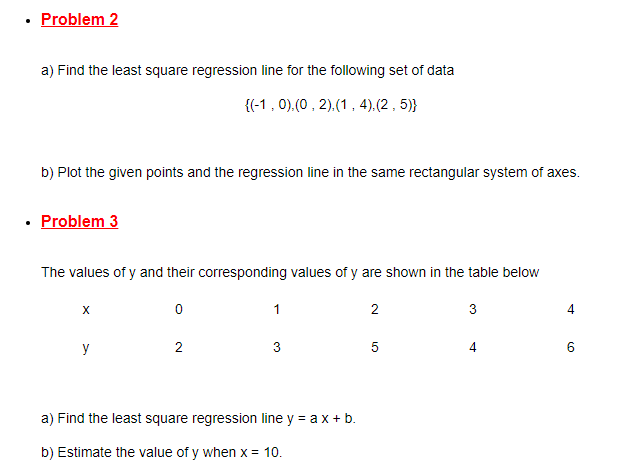 Problem 2
a) Find the least square regression line for the following set of data
{(-1 , 0),(0 , 2),(1 , 4),(2 , 5)}
b) Plot the given points and the regression line in the same rectangular system of axes.
Problem 3
The values of y and their corresponding values of y are shown in the table below
x 0 1 2 3 4
y 2 3 5 4 6
a) Find the least square regression line y = a x + b.
b) Estimate the value of y when x = 10.